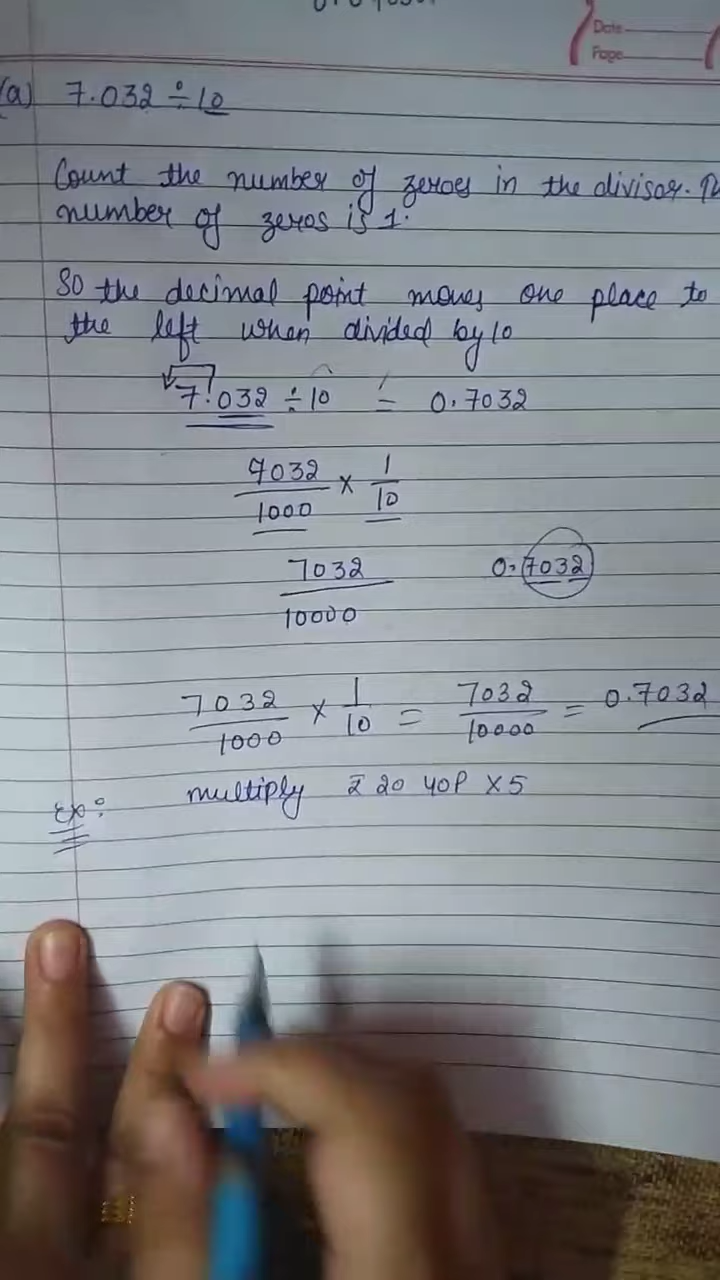 Date
Page
(a) 7.032 ÷ 10
Count the number of zeroes in the divisor.
number of zeros is 1.
So the decimal point moves one place to
the left when divided by 10
7.032 ÷ 10 = 0.7032
7032/1000 × 1/10
7032/10000 0.7032
7032/1000 × 1/10 = 7032/10000 = 0.7032
Ex: multiply ₹ 20 40P × 5